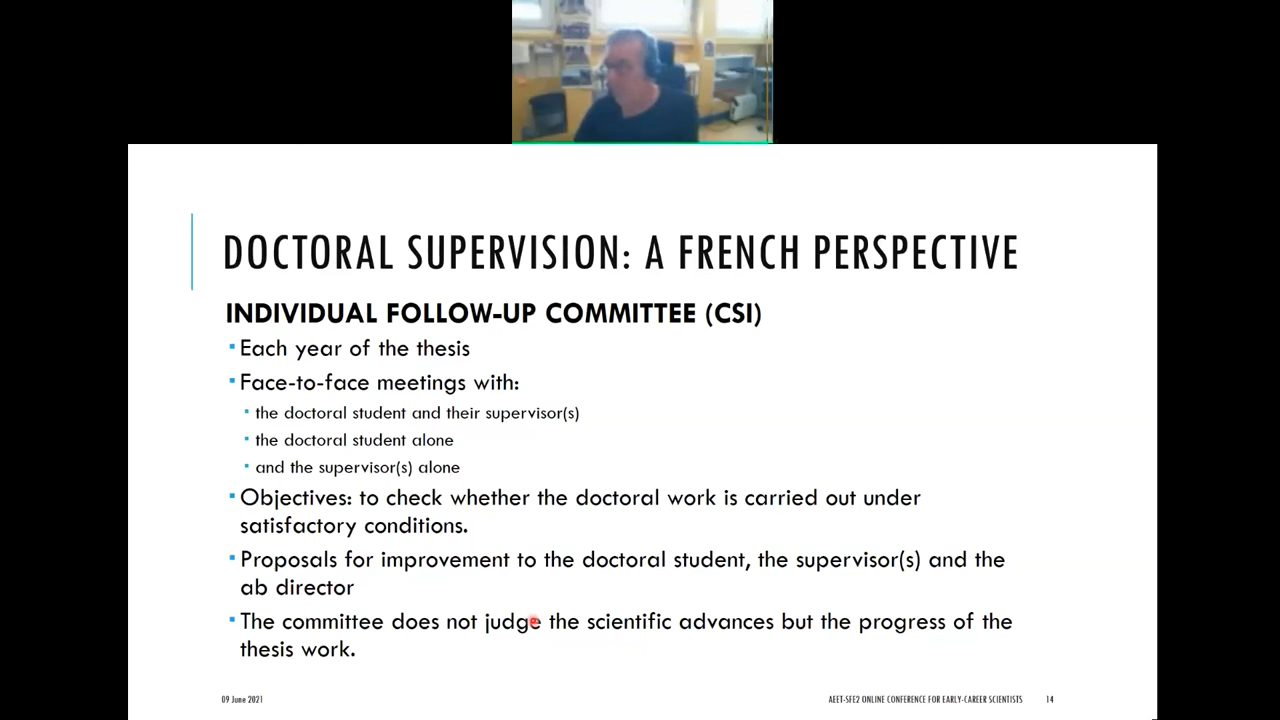 DOCTORAL SUPERVISION: A FRENCH PERSPECTIVE
INDIVIDUAL FOLLOW-UP COMMITTEE (CSI)
Each year of the thesis
Face-to-face meetings with:
the doctoral student and their supervisor(s)
the doctoral student alone
and the supervisor(s) alone
Objectives: to check whether the doctoral work is carried out under
satisfactory conditions.
Proposals for improvement to the doctoral student, the supervisor(s) and the
ab director
The committee does not judge the scientific advances but the progress of the
thesis work.
09 June 2021
AEET-SFE2 ONLINE CONFERENCE FOR EARLY-CAREER SCIENTISTS
14